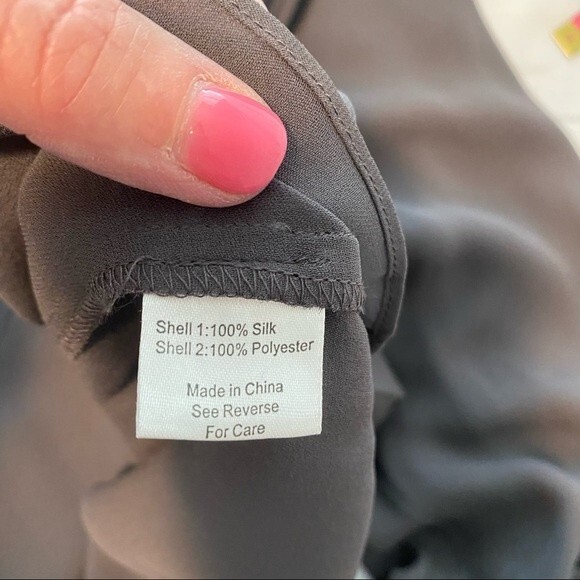 Shell 1:100% Silk
Shell 2:100% Polyester
Made in China
See Reverse
For Care